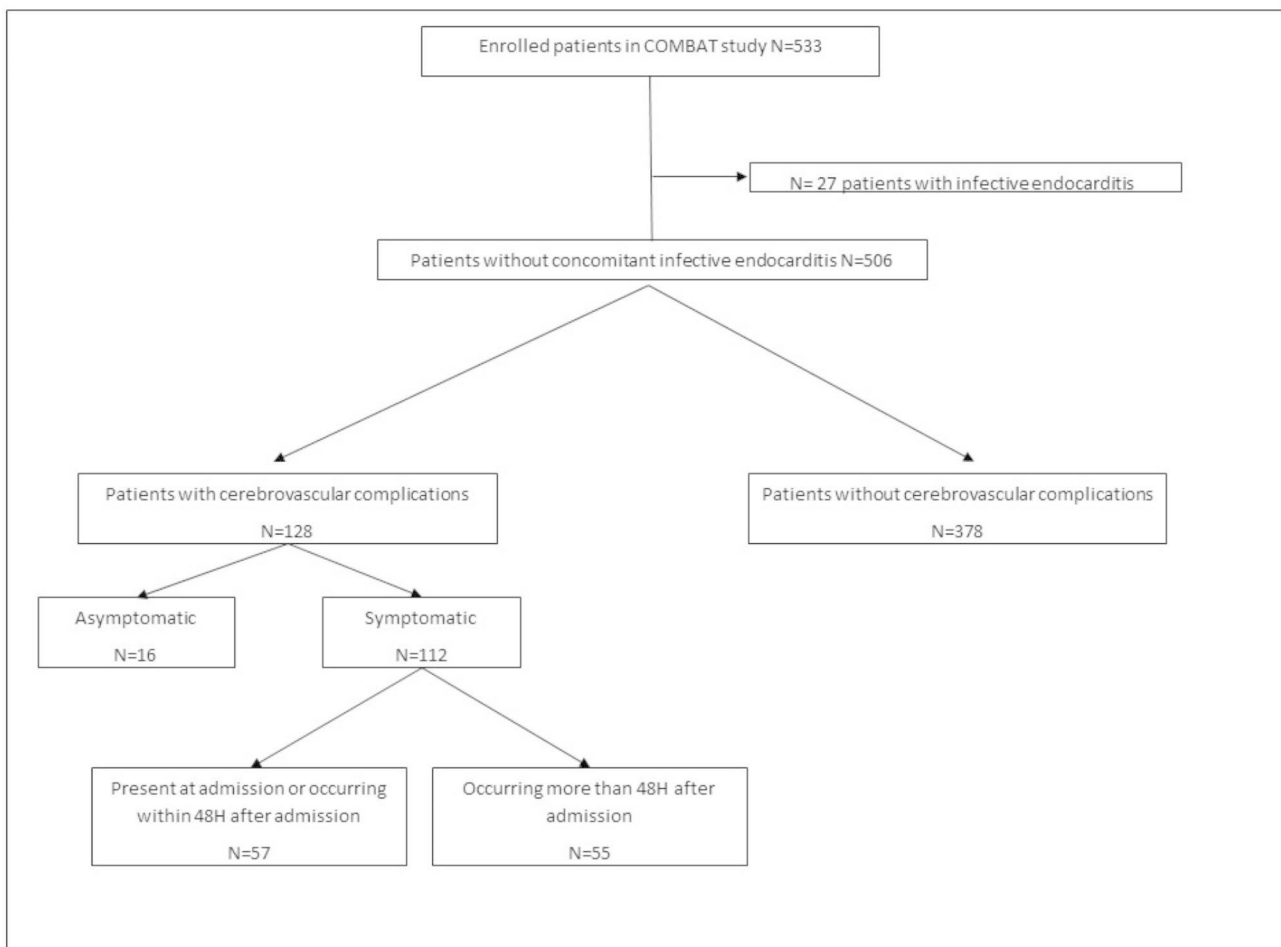 Enrolled patients in COMBAT study N=533
N= 27 patients with infective endocarditis
Patients without concomitant infective endocarditis N=506
Patients with cerebrovascular complications
N=128
Patients without cerebrovascular complications
N=378
Asymptomatic
N=16
Symptomatic
N=112
Present at admission or occurring
within 48H after admission
N=57
Occurring more than 48H after
admission
N=55